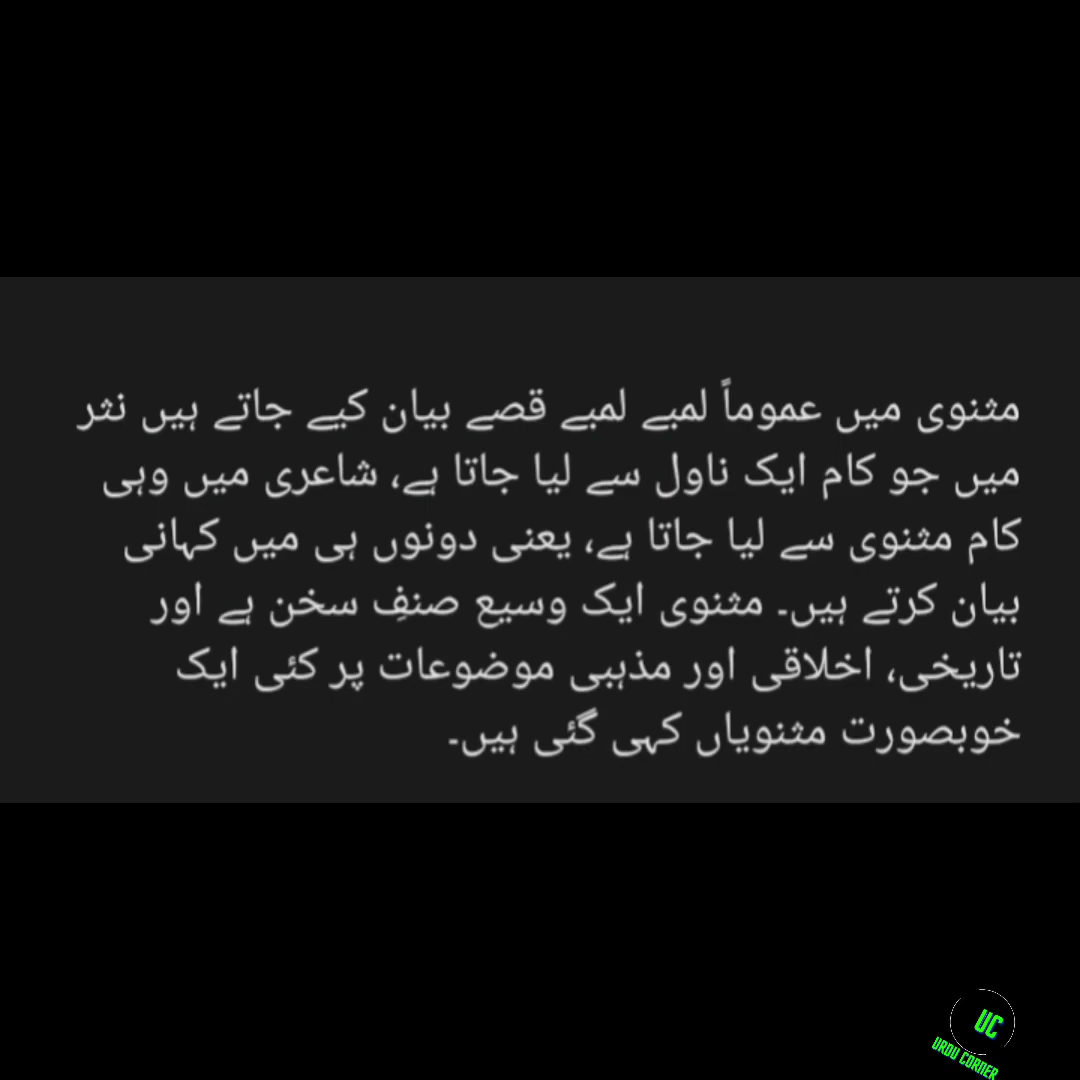 مثنوی میں عموماً لمبے لمبے قصے بیان کیے جاتے ہیں نثر
میں جو کام ایک ناول سے لیا جاتا ہے، شاعری میں وہی
کام مثنوی سے لیا جاتا ہے، یعنی دونوں ہی میں کہانی
بیان کرتے ہیں۔ مثنوی ایک وسیع صنفِ سخن ہے اور
تاریخی، اخلاقی اور مذہبی موضوعات پر کئی ایک
خوبصورت مثنویاں کہی گئی ہیں۔
UC
URDU CORNER